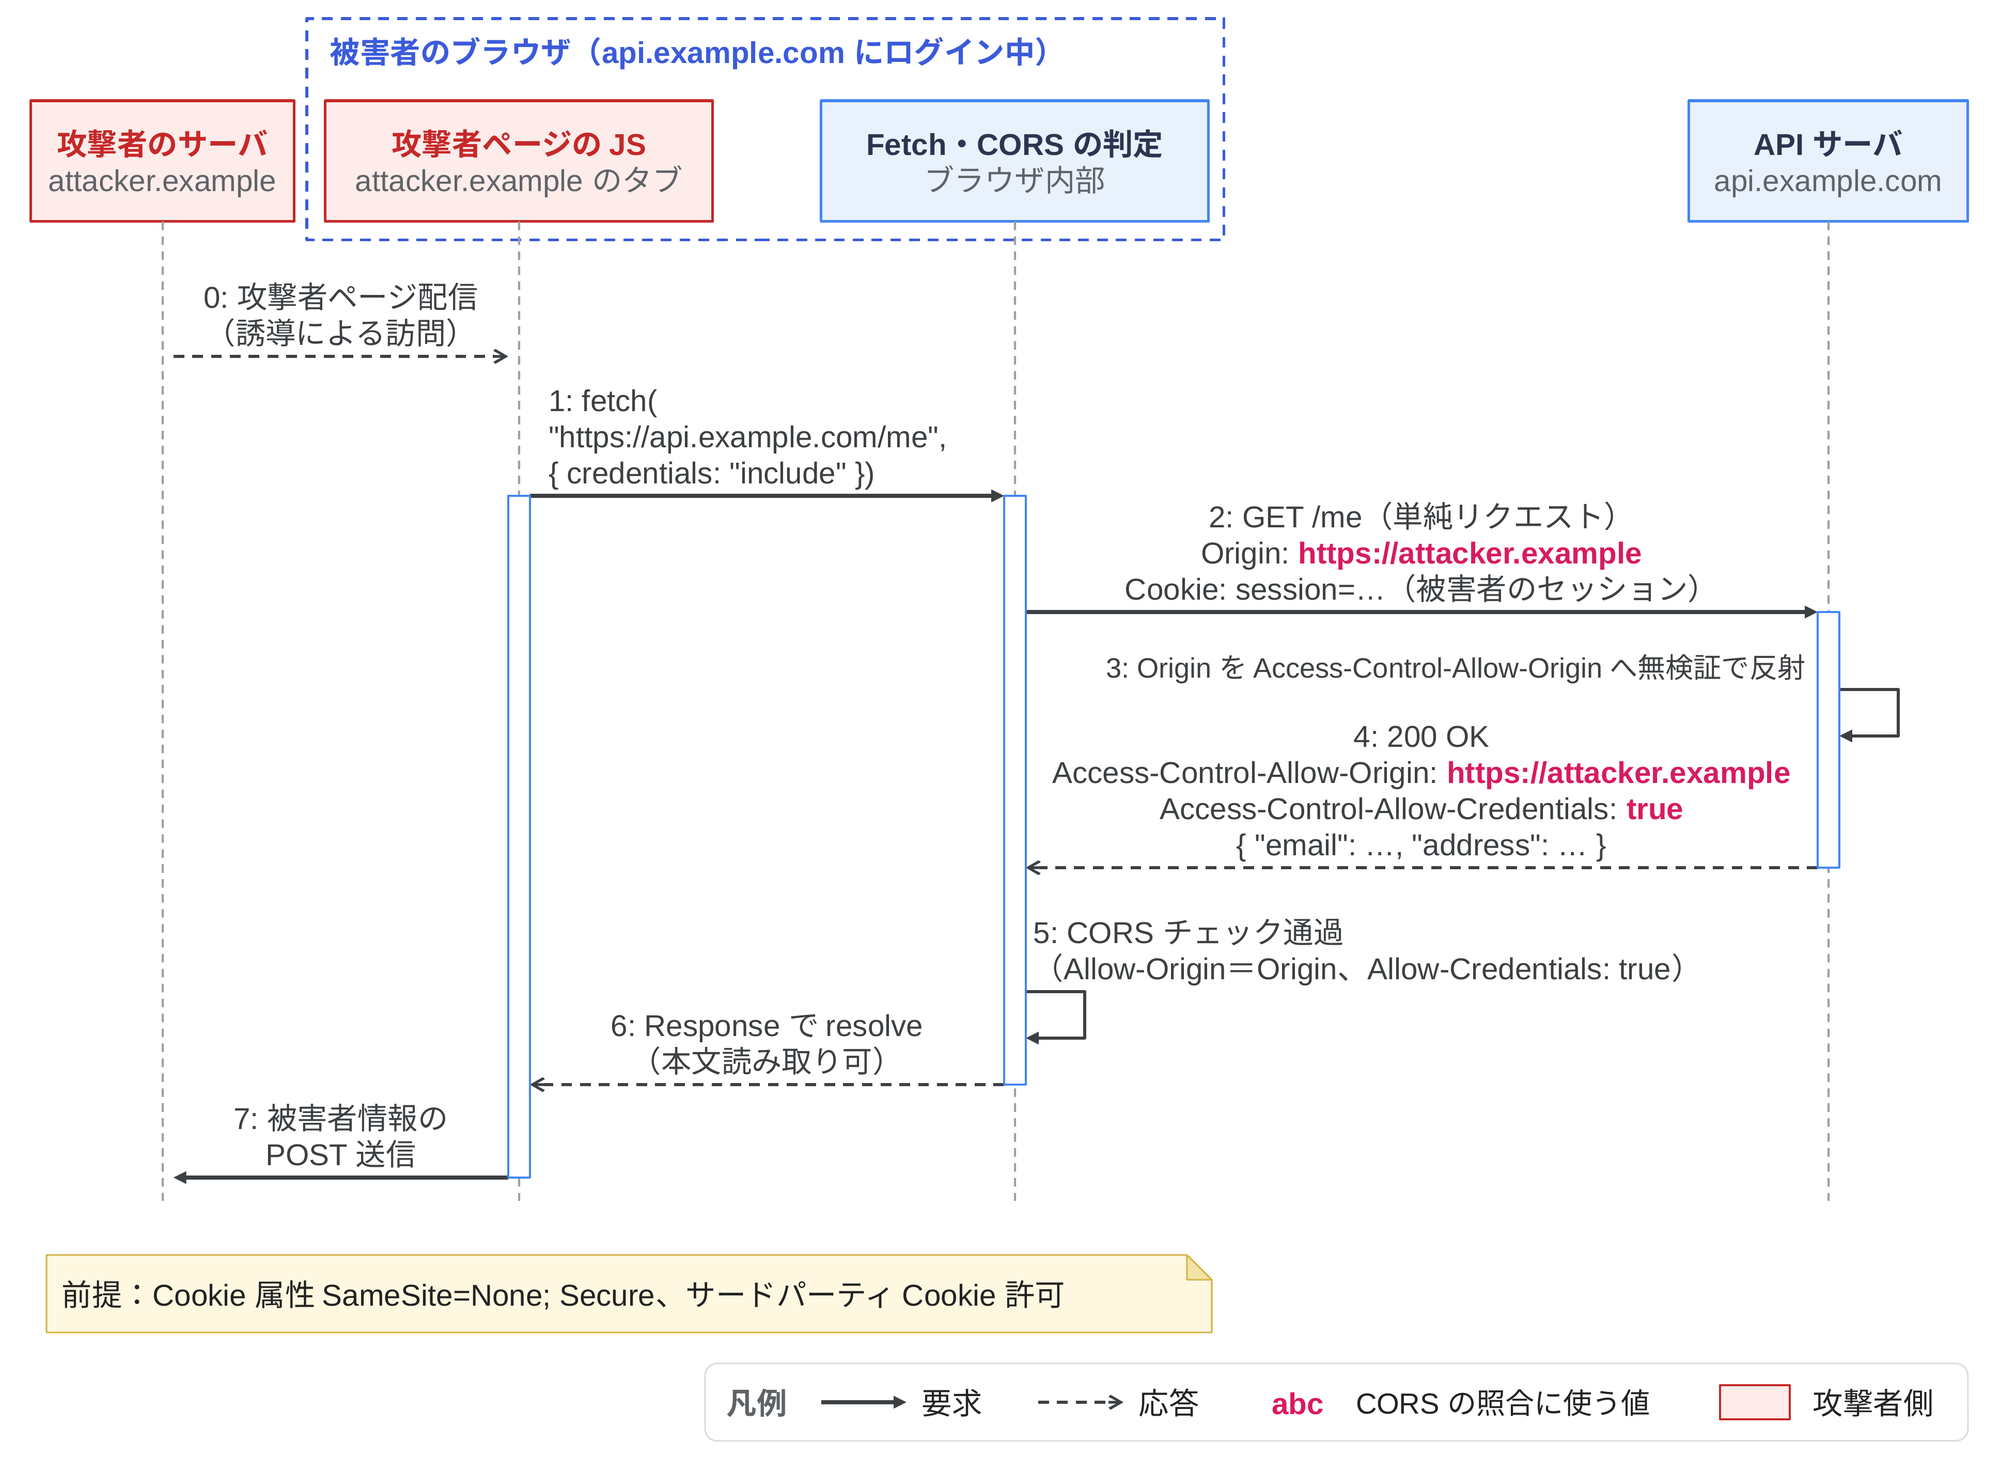 被害者のブラウザ（api.example.com にログイン中）
攻撃者のサーバ
attacker.example
攻撃者ページの JS
attacker.example のタブ
Fetch・CORS の判定
ブラウザ内部
API サーバ
api.example.com
0: 攻撃者ページ配信
（誘導による訪問）
1: fetch(
"https://api.example.com/me",
{ credentials: "include" })
2: GET /me（単純リクエスト）
Origin: https://attacker.example
Cookie: session=…（被害者のセッション）
3: Origin を Access-Control-Allow-Origin へ無検証で反射
4: 200 OK
Access-Control-Allow-Origin: https://attacker.example
Access-Control-Allow-Credentials: true
{ "email": …, "address": … }
5: CORS チェック通過
（Allow-Origin＝Origin、Allow-Credentials: true）
6: Response で resolve
（本文読み取り可）
7: 被害者情報の
POST 送信
前提：Cookie 属性 SameSite=None; Secure、サードパーティ Cookie 許可
凡例 要求 応答 abc CORS の照合に使う値 攻撃者側